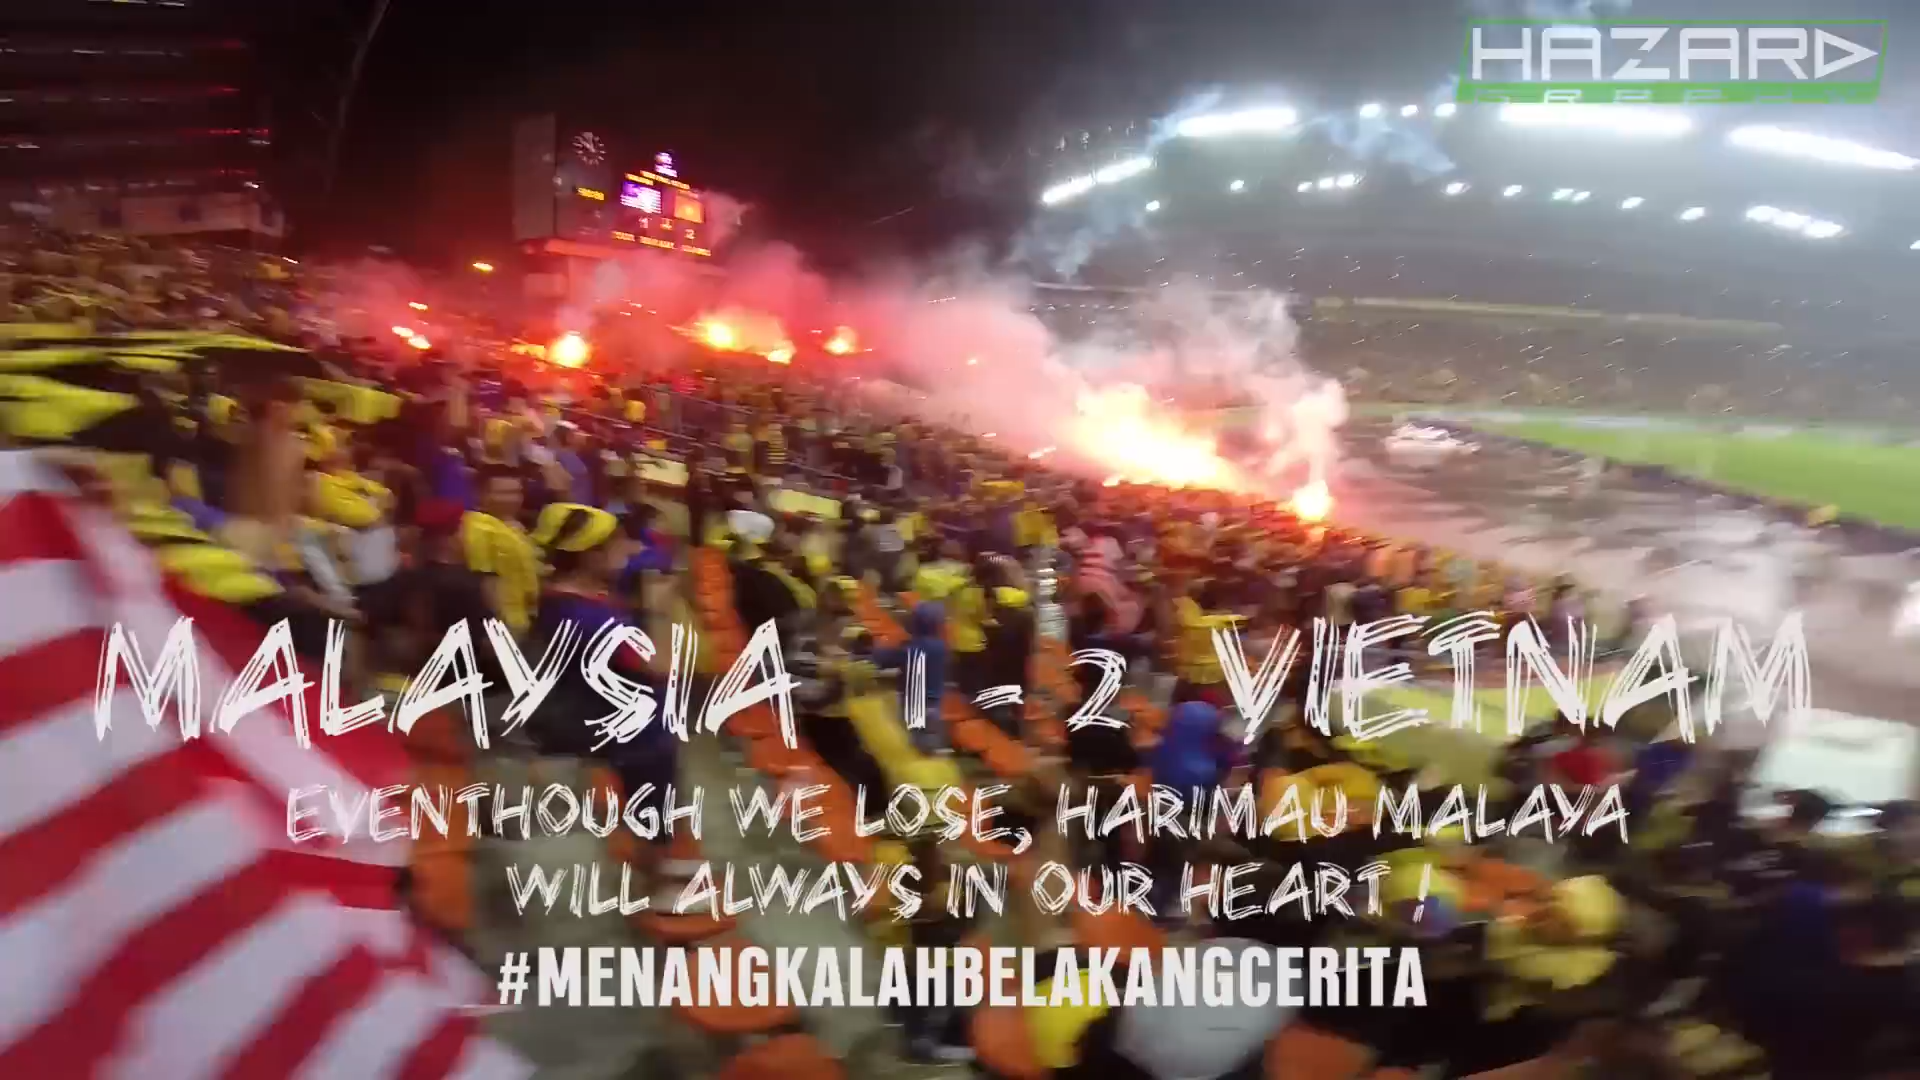 HAZARD
MALAYSIA 1 - 2 VIETNAM
EVENTHOUGH WE LOSE, HARIMAU MALAYA
WILL ALWAYS IN OUR HEART !
#MENANGKALAHBELAKANGCERITA